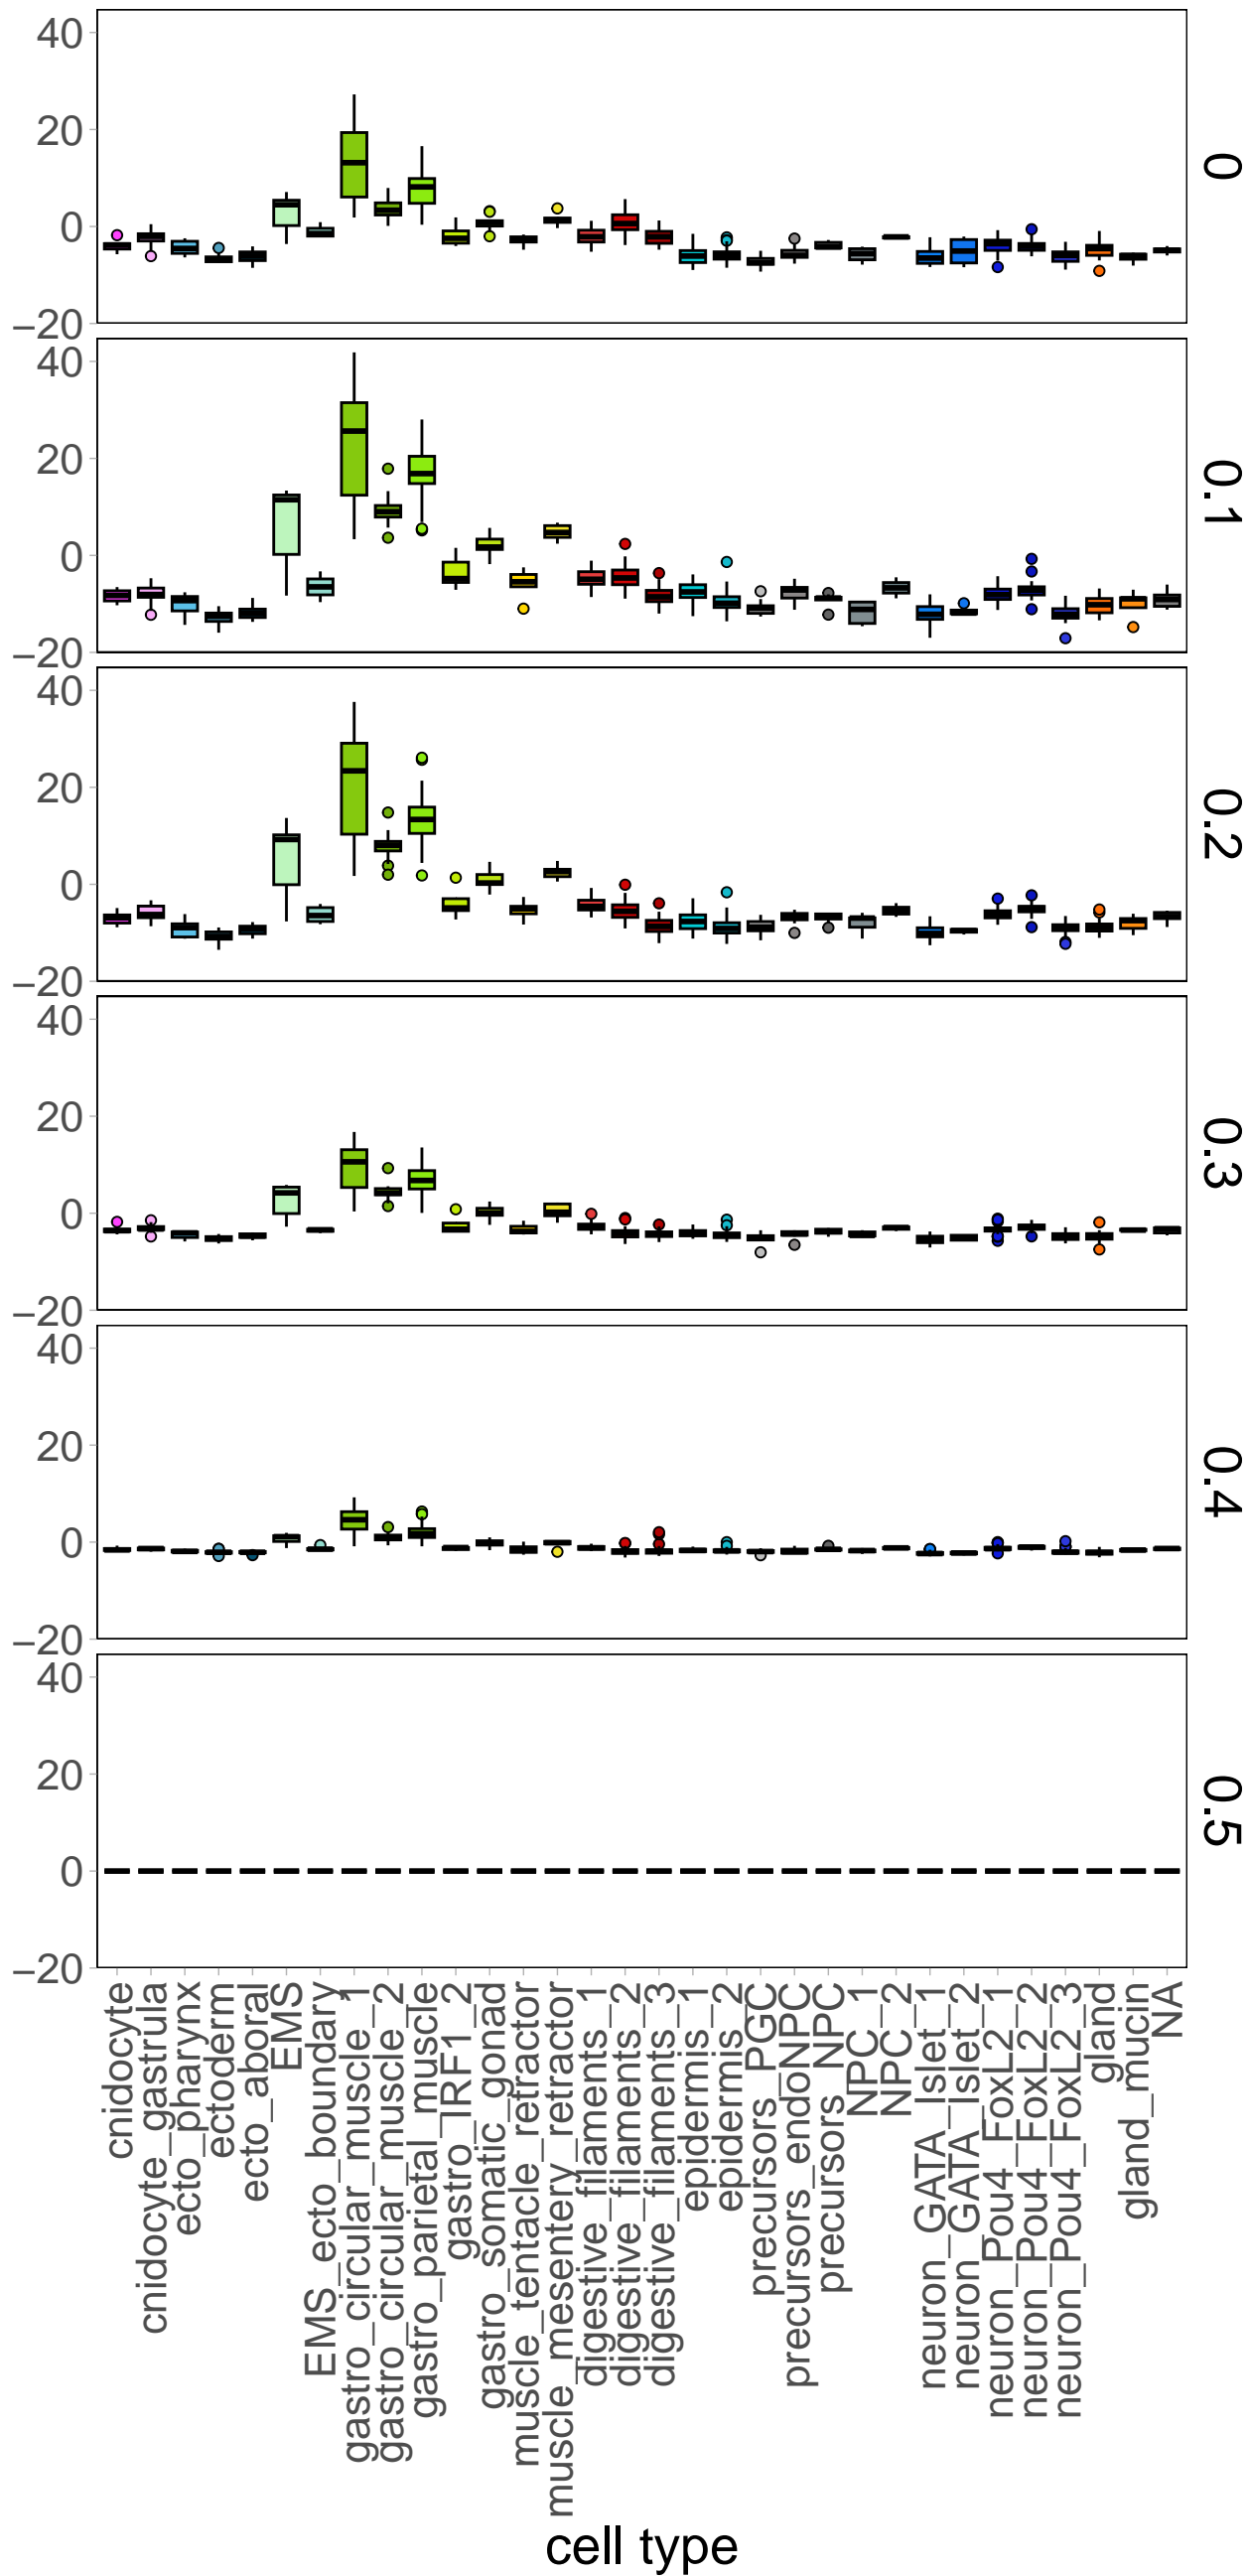 40
20
0
−20
0
40
20
0
−20
0.1
40
20
0
−20
0.2
40
20
0
−20
0.3
40
20
0
−20
0.4
40
20
0
−20
0.5
cnidocyte
cnidocyte_gastrula
ecto_pharynx
ectoderm
ecto_aboral
EMS
EMS_ecto_boundary
gastro_circular_muscle_1
gastro_circular_muscle_2
gastro_parietal_muscle
gastro_IRF1_2
gastro_somatic_gonad
muscle_tentacle_retractor
muscle_mesentery_retractor
digestive_filaments_1
digestive_filaments_2
digestive_filaments_3
epidermis_1
epidermis_2
precursors_PGC
precursors_endoNPC
precursors_NPC
NPC_1
NPC_2
neuron_GATA_Islet_1
neuron_GATA_Islet_2
neuron_Pou4_FoxL2_1
neuron_Pou4_FoxL2_2
neuron_Pou4_FoxL2_3
gland
gland_mucin
NA
cell type